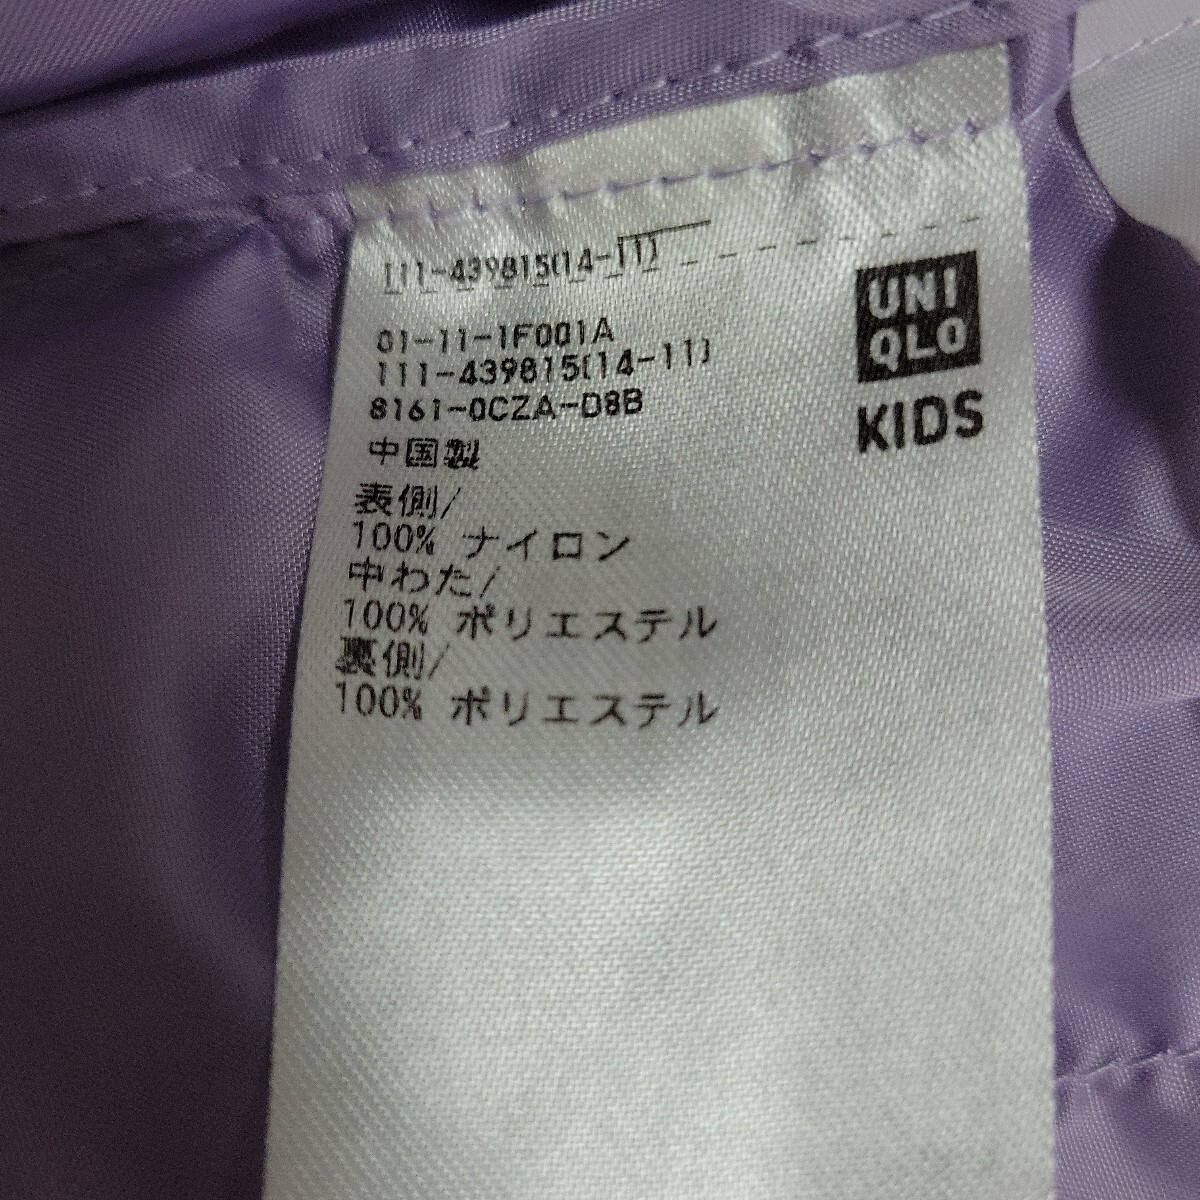 111-439815(14-11)
UNI
QLO
KIDS
01-11-1F001A
111-439815(14-11)
8161-0CZA-D8B
中国製
表側/
100% ナイロン
中わた/
100% ポリエステル
裏側/
100% ポリエステル